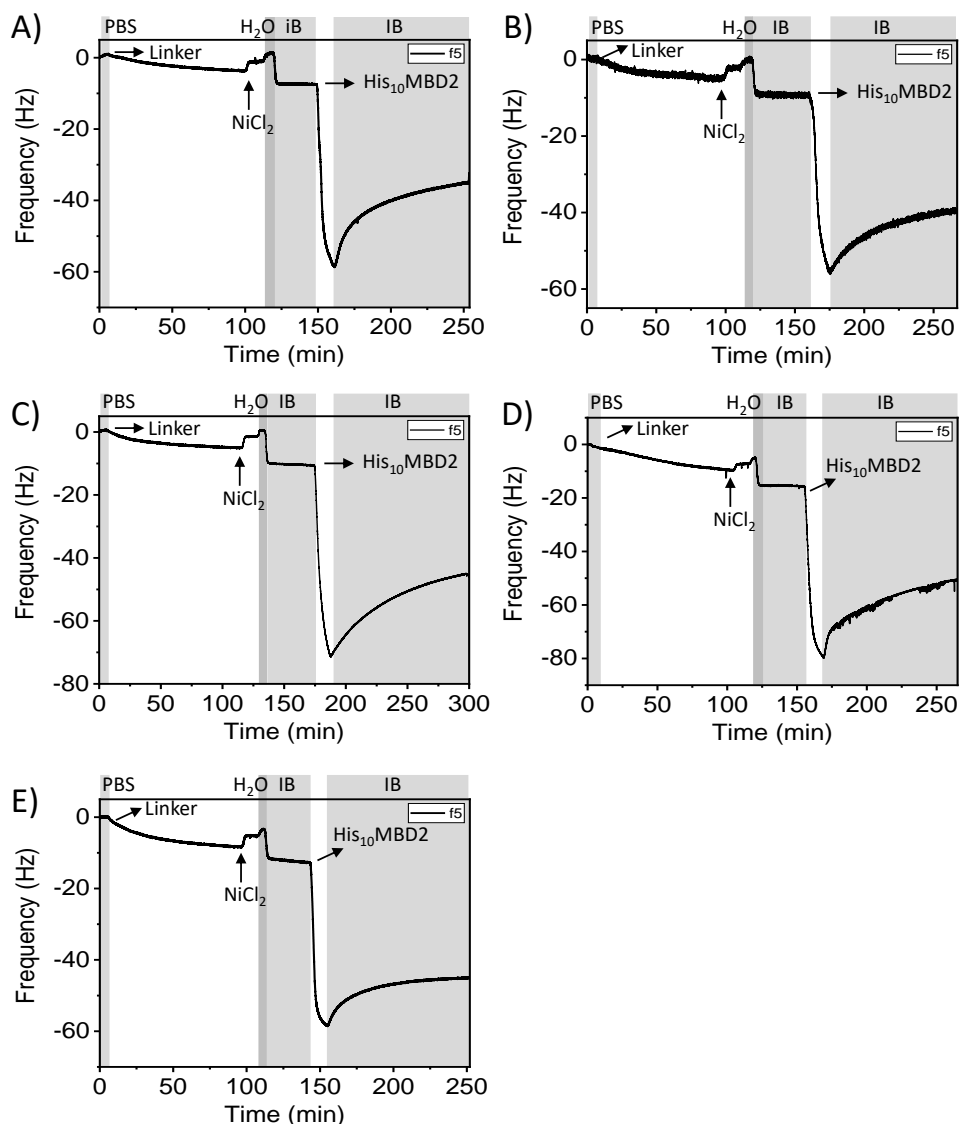 A)
PBS H₂O iB IB
Linker
f5
His₁₀MBD2
NiCl₂
Frequency (Hz)
0
-20
-40
-60
0 50 100 150 200 250
Time (min)
B)
PBS H₂O IB IB
Linker
f5
His₁₀MBD2
NiCl₂
Frequency (Hz)
0
-20
-40
-60
0 50 100 150 200 250
Time (min)
C)
PBS H₂O IB IB
Linker
f5
His₁₀MBD2
NiCl₂
Frequency (Hz)
0
-20
-40
-60
-80
0 50 100 150 200 250 300
Time (min)
D)
PBS H₂O IB IB
Linker
f5
His₁₀MBD2
NiCl₂
Frequency (Hz)
0
-20
-40
-60
-80
0 50 100 150 200 250
Time (min)
E)
PBS H₂O IB IB
Linker
f5
His₁₀MBD2
NiCl₂
Frequency (Hz)
0
-20
-40
-60
0 50 100 150 200 250
Time (min)